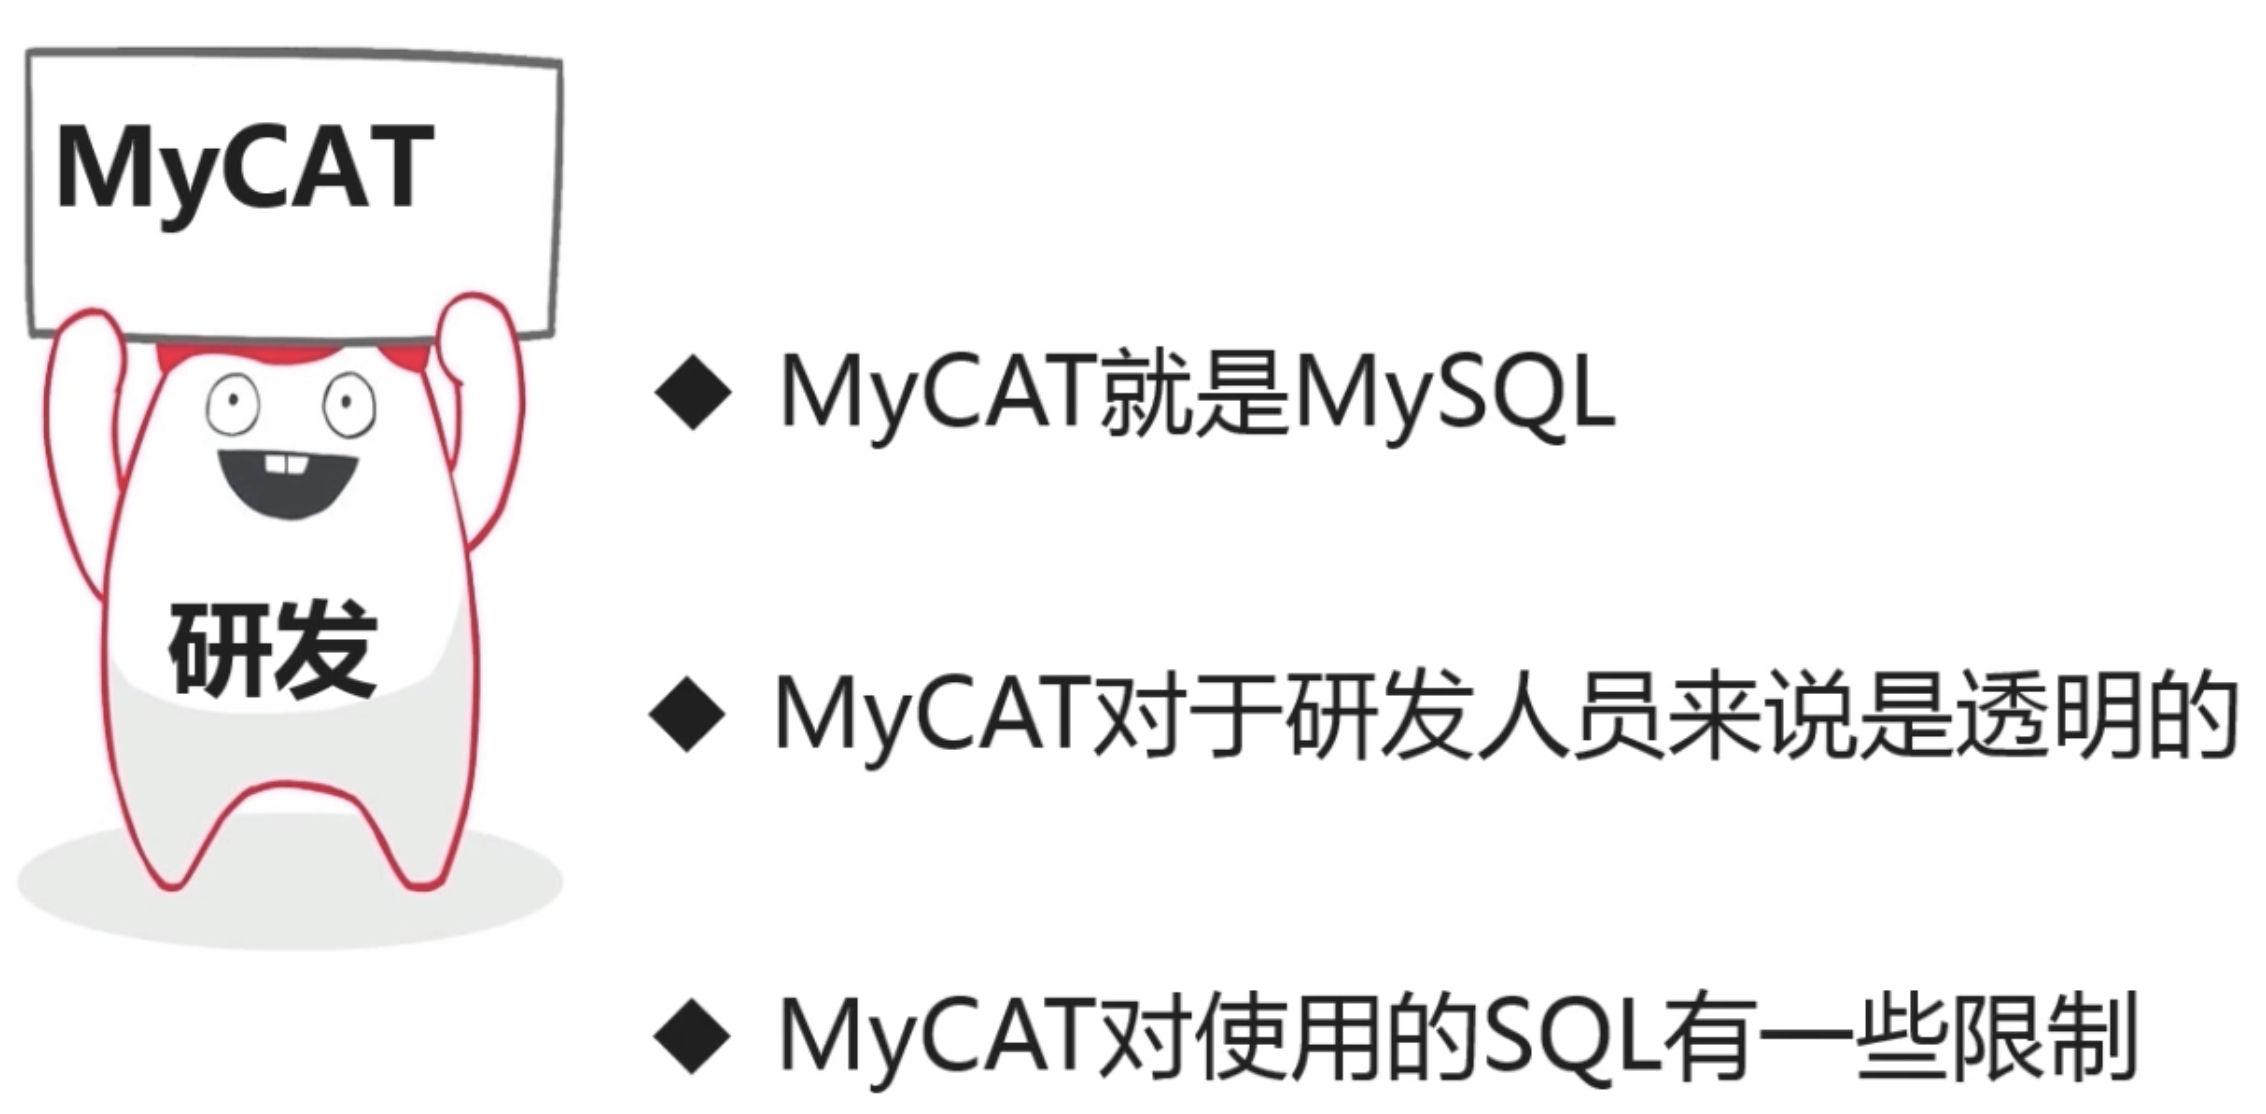 MyCAT
研发
◆ MyCAT就是MySQL
◆ MyCAT对于研发人员来说是透明的
◆ MyCAT对使用的SQL有一些限制